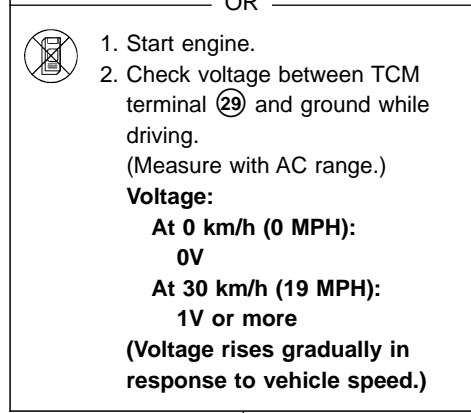 OR
1. Start engine.
2. Check voltage between TCM
terminal ㉙ and ground while
driving.
(Measure with AC range.)
Voltage:
At 0 km/h (0 MPH):
0V
At 30 km/h (19 MPH):
1V or more
(Voltage rises gradually in
response to vehicle speed.)